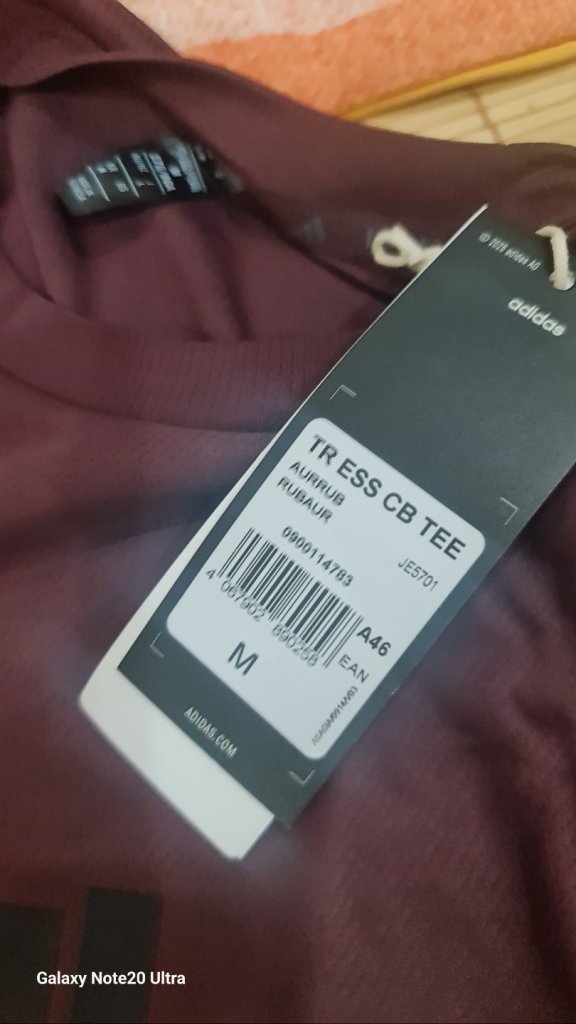 © 2025 adidas AG
adidas
TR ESS CB TEE
AURRUB
RUBAUR
JE5701
0900114783
4 067902 890258
A46
EAN
M
ADIDAS.COM
Galaxy Note20 Ultra